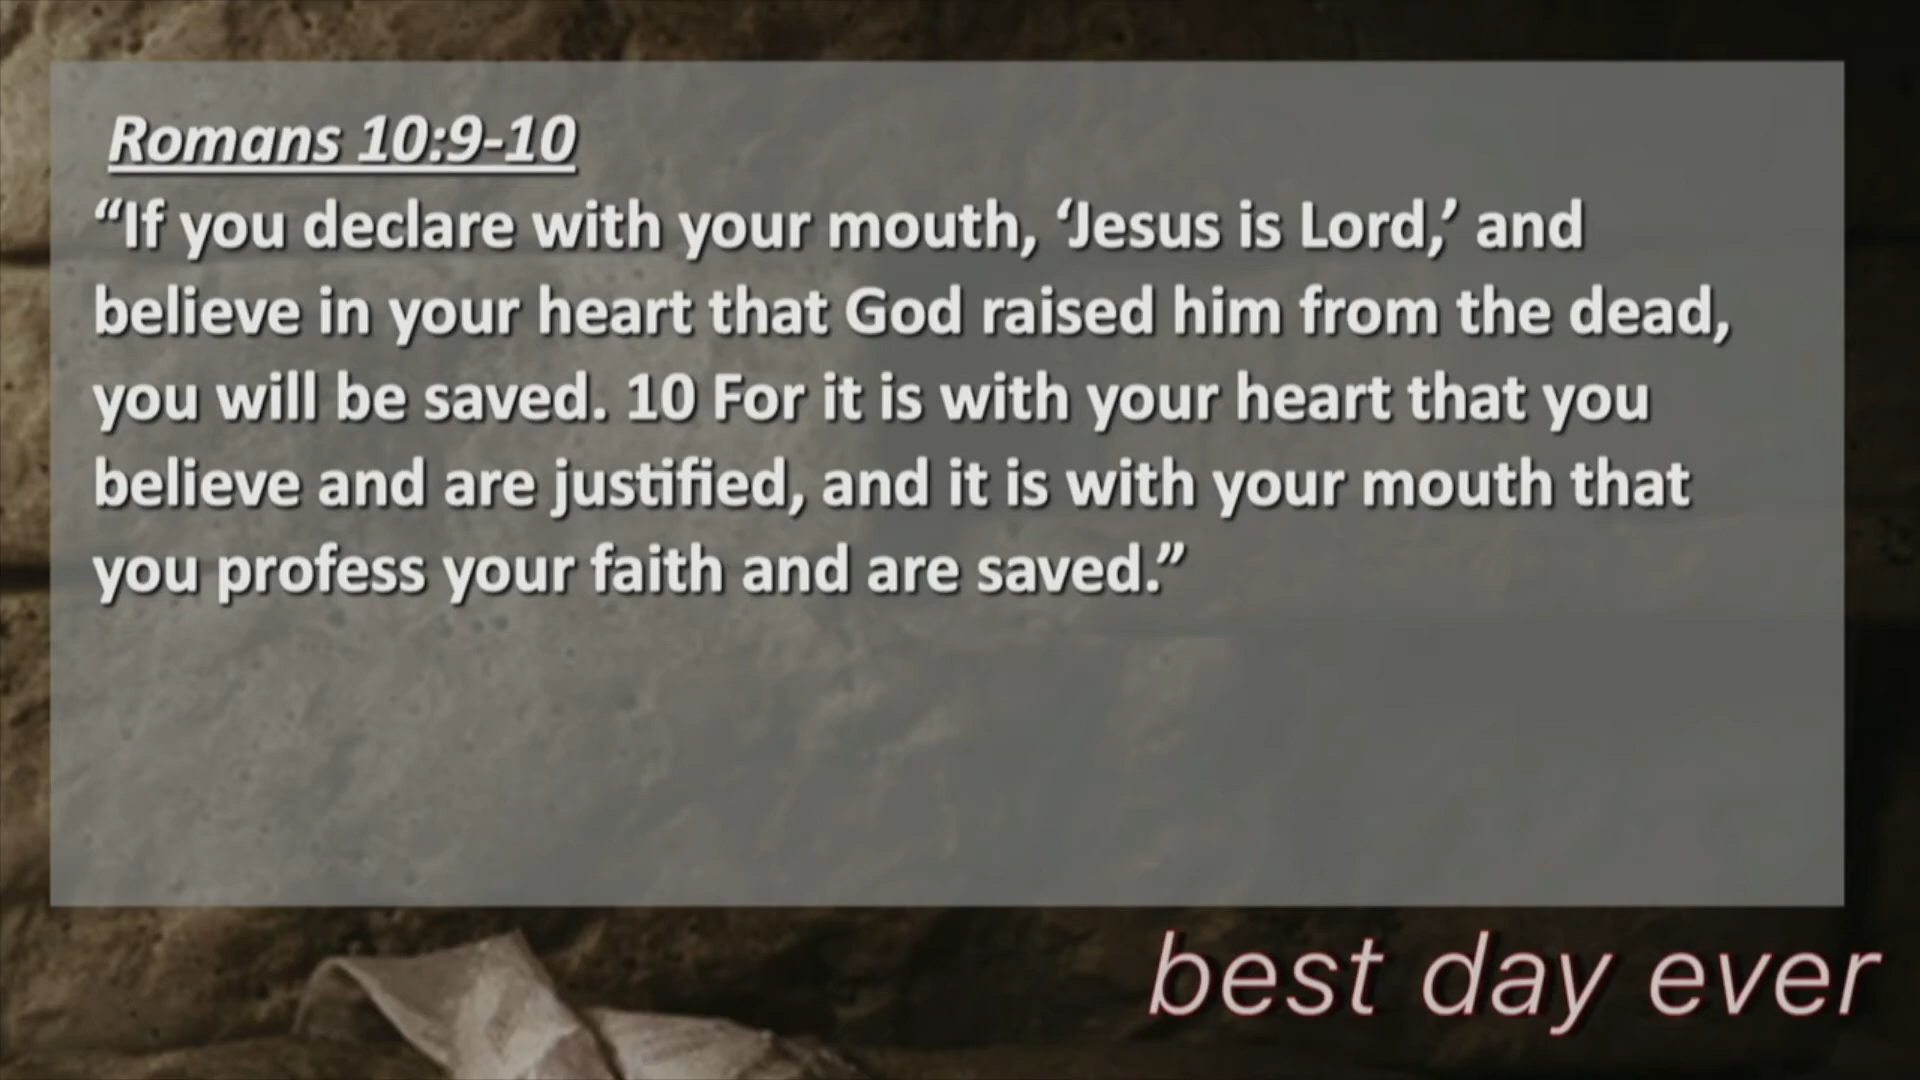 Romans 10:9-10
“If you declare with your mouth, ‘Jesus is Lord,’ and
believe in your heart that God raised him from the dead,
you will be saved. 10 For it is with your heart that you
believe and are justified, and it is with your mouth that
you profess your faith and are saved.”
best day ever